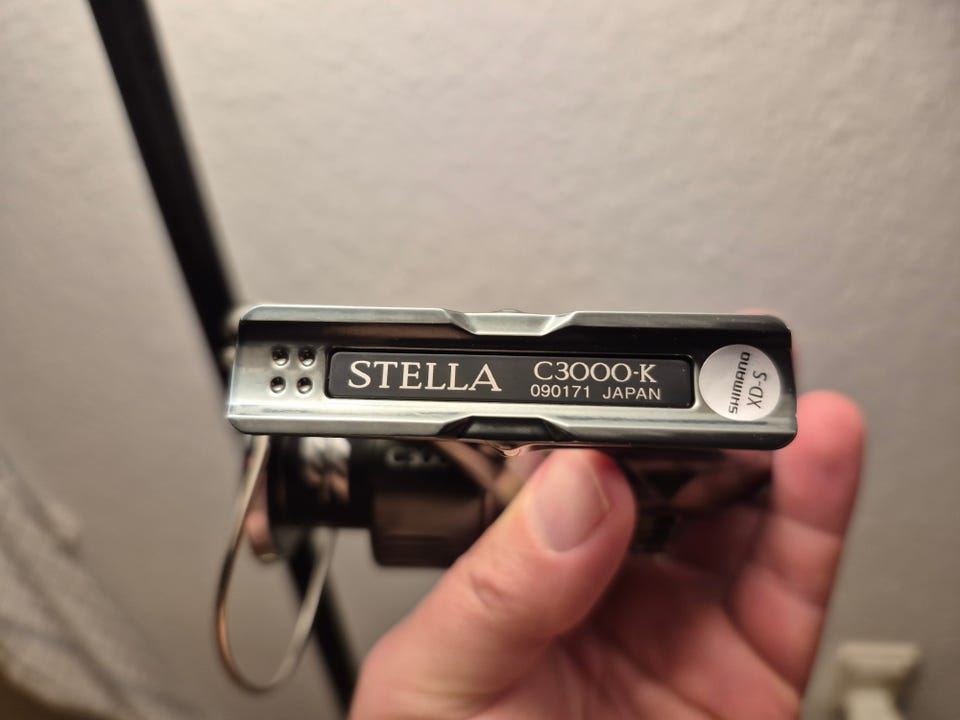 STELLA C3000-K
090171 JAPAN
SHIMANO
XD-S